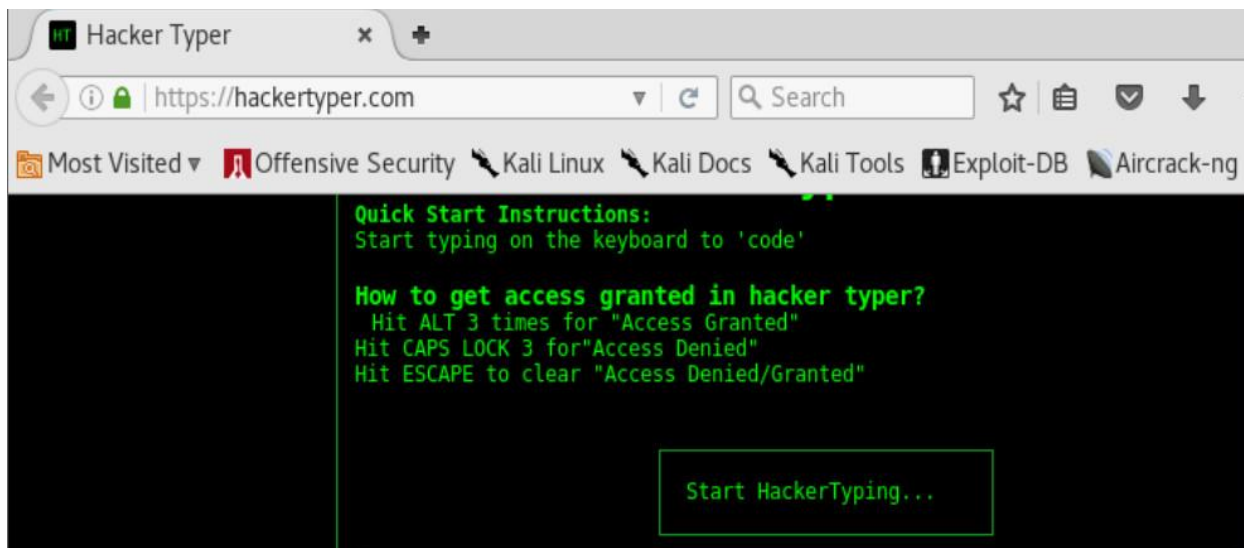 HT Hacker Typer
https://hackertyper.com Search
Most Visited Offensive Security Kali Linux Kali Docs Kali Tools Exploit-DB Aircrack-ng
Quick Start Instructions:
Start typing on the keyboard to 'code'
How to get access granted in hacker typer?
Hit ALT 3 times for "Access Granted"
Hit CAPS LOCK 3 for"Access Denied"
Hit ESCAPE to clear "Access Denied/Granted"
Start HackerTyping...